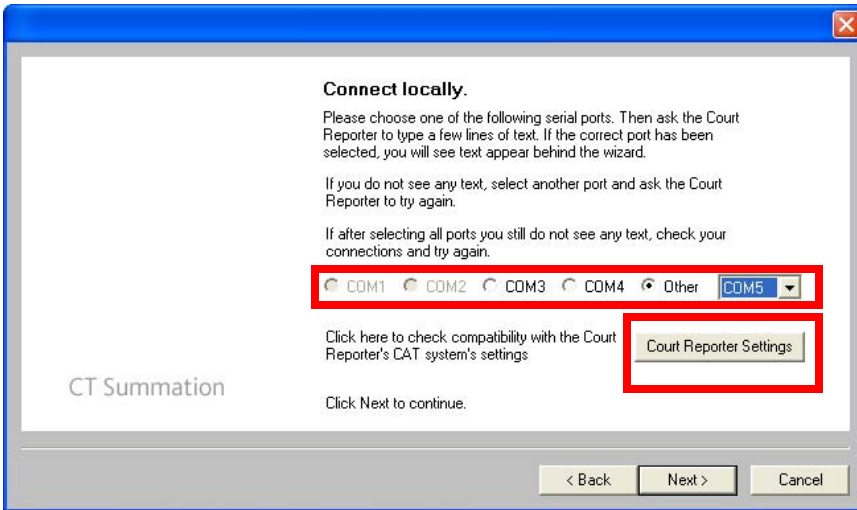 Connect locally.
Please choose one of the following serial ports. Then ask the Court
Reporter to type a few lines of text. If the correct port has been
selected, you will see text appear behind the wizard.
If you do not see any text, select another port and ask the Court
Reporter to try again.
If after selecting all ports you still do not see any text, check your
connections and try again.
COM1 COM2 COM3 COM4 Other COM5
Click here to check compatibility with the Court
Reporter's CAT system's settings
Court Reporter Settings
CT Summation
Click Next to continue.
< Back Next > Cancel